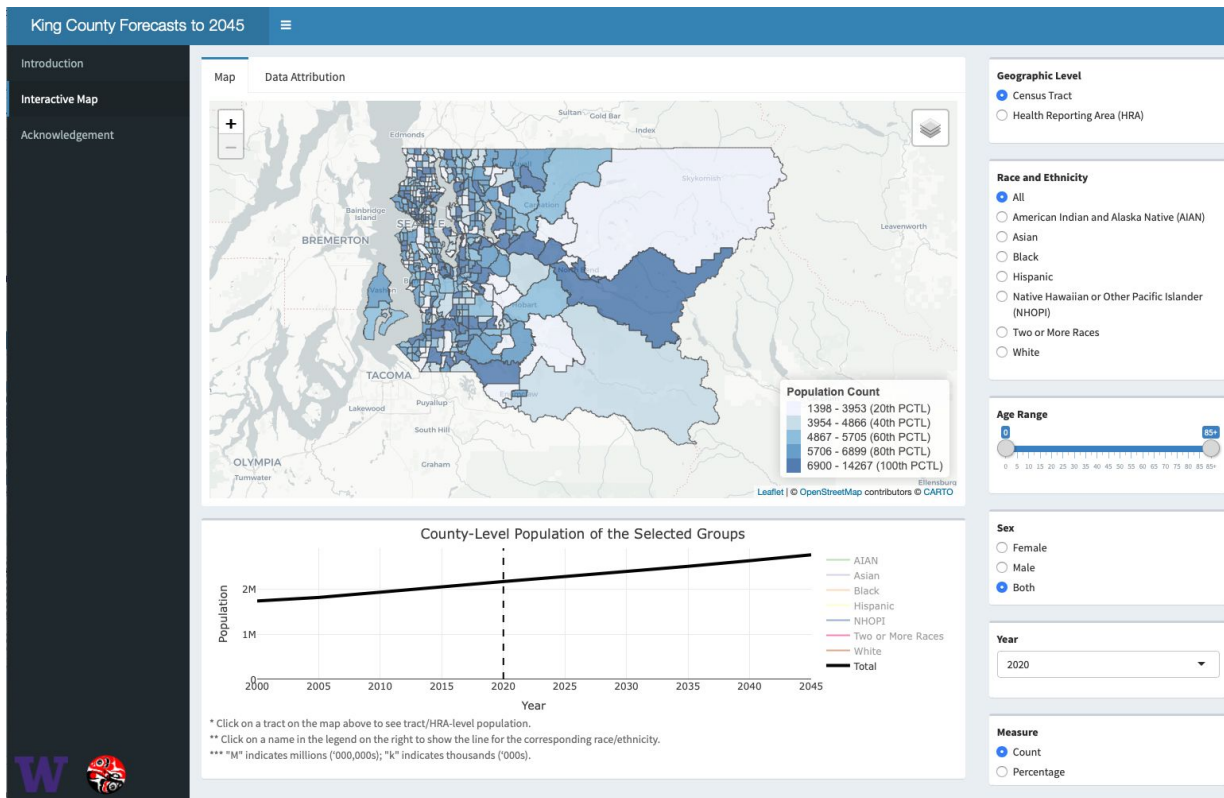 King County Forecasts to 2045
Introduction
Interactive Map
Acknowledgement
Map
Data Attribution
+
−
Sultan
Gold Bar
Index
Edmonds
Skykomish
Carnation
Bainbridge
Island
SEATTLE
Leavenworth
BREMERTON
North Bend
Vashon
Hobart
TACOMA
Puyallup
Lakewood
South Hill
Graham
OLYMPIA
Tumwater
Ellensburg
Population Count
1398 - 3953 (20th PCTL)
3954 - 4866 (40th PCTL)
4867 - 5705 (60th PCTL)
5706 - 6899 (80th PCTL)
6900 - 14267 (100th PCTL)
Leaflet | © OpenStreetMap contributors © CARTO
County-Level Population of the Selected Groups
Population
2M
1M
0
2000 2005 2010 2015 2020 2025 2030 2035 2040 2045
Year
AIAN
Asian
Black
Hispanic
NHOPI
Two or More Races
White
Total
* Click on a tract on the map above to see tract/HRA-level population.
** Click on a name in the legend on the right to show the line for the corresponding race/ethnicity.
*** "M" indicates millions ('000,000s); "k" indicates thousands ('000s).
W
Geographic Level
Census Tract
Health Reporting Area (HRA)
Race and Ethnicity
All
American Indian and Alaska Native (AIAN)
Asian
Black
Hispanic
Native Hawaiian or Other Pacific Islander
(NHOPI)
Two or More Races
White
Age Range
0 85+
0 5 10 15 20 25 30 35 40 45 50 55 60 65 70 75 80 85 85+
Sex
Female
Male
Both
Year
2020
Measure
Count
Percentage